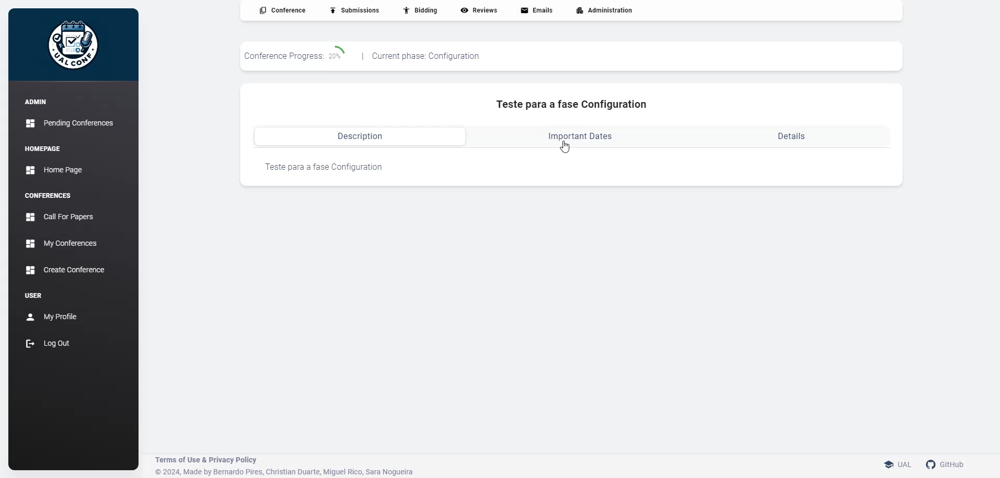 Conference Submissions Bidding Reviews Emails Administration
UAL CONF
Conference Progress: 20% | Current phase: Configuration
ADMIN
Pending Conferences
HOMEPAGE
Home Page
CONFERENCES
Call For Papers
My Conferences
Create Conference
USER
My Profile
Log Out
Teste para a fase Configuration
Description Important Dates Details
Teste para a fase Configuration
Terms of Use & Privacy Policy
© 2024, Made by Bernardo Pires, Christian Duarte, Miguel Rico, Sara Nogueira
UAL GitHub